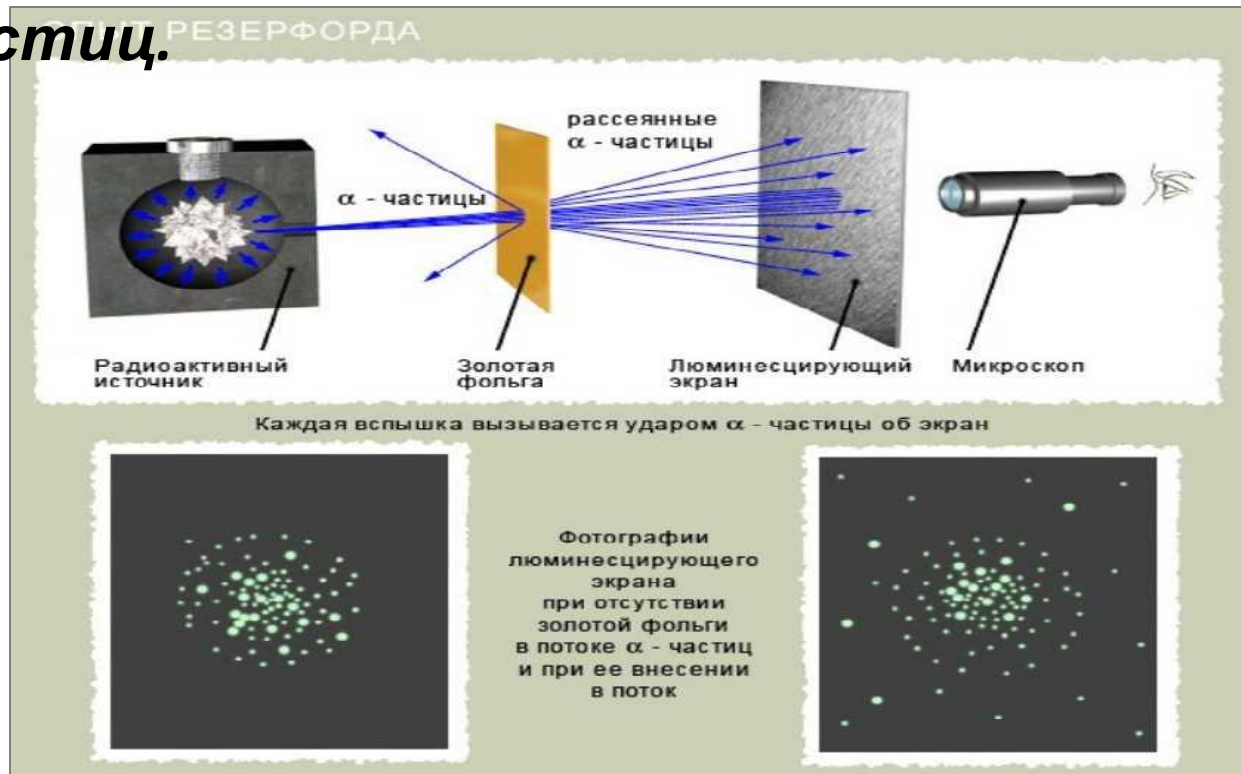 стиц.
ОПЫТ РЕЗЕРФОРДА
рассеянные
α - частицы
α - частицы
Радиоактивный
источник
Золотая
фольга
Люминесцирующий
экран
Микроскоп
Каждая вспышка вызывается ударом α - частицы об экран
Фотографии
люминесцирующего
экрана
при отсутствии
золотой фольги
в потоке α - частиц
и при ее внесении
в поток